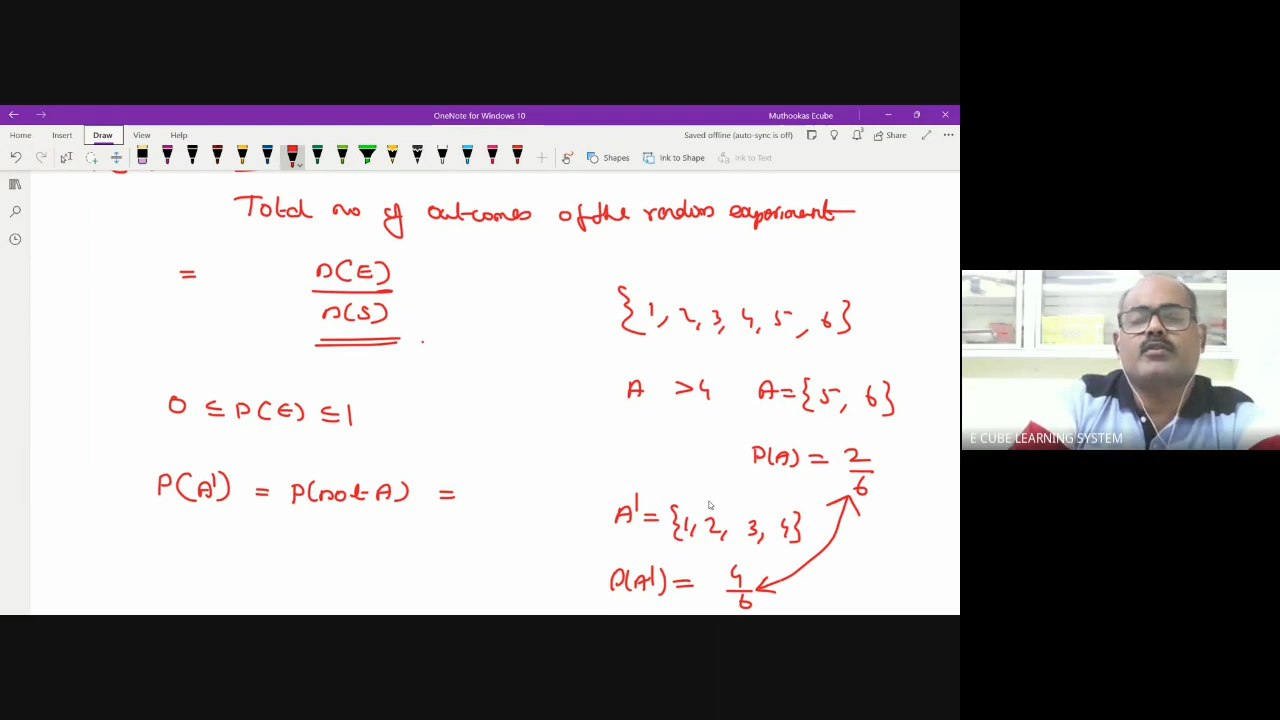 OneNote for Windows 10
Muthookas Ecube
Home Insert Draw View Help
Saved offline (auto-sync is off)
Share
Shapes
Ink to Shape
Ink to Text
Total no of outcomes of the random experiment
= n(E)
n(S)
{1, 2, 3, 4, 5, 6}
A >4 A={5, 6}
0 ≤ P(E) ≤ 1
P(A) = 2
6
P(A') = P(not A) =
A' = {1, 2, 3, 4}
P(A') = 4
6
E CUBE LEARNING SYSTEM